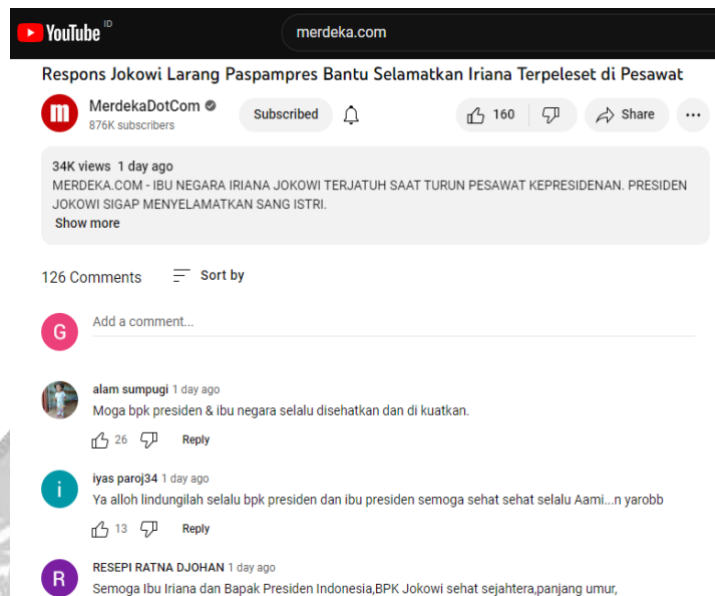 YouTube ID
merdeka.com
Respons Jokowi Larang Paspampres Bantu Selamatkan Iriana Terpeleset di Pesawat
m
MerdekaDotCom
876K subscribers
Subscribed
160
Share
34K views 1 day ago
MERDEKA.COM - IBU NEGARA IRIANA JOKOWI TERJATUH SAAT TURUN PESAWAT KEPRESIDENAN. PRESIDEN
JOKOWI SIGAP MENYELAMATKAN SANG ISTRI.
Show more
126 Comments
Sort by
G
Add a comment...
alam sumpugi 1 day ago
Moga bpk presiden & ibu negara selalu disehatkan dan di kuatkan.
26
Reply
i
iyas paroj34 1 day ago
Ya alloh lindungilah selalu bpk presiden dan ibu presiden semoga sehat sehat selalu Aami...n yarobb
13
Reply
R
RESEPI RATNA DJOHAN 1 day ago
Semoga Ibu Iriana dan Bapak Presiden Indonesia,BPK Jokowi sehat sejahtera,panjang umur,